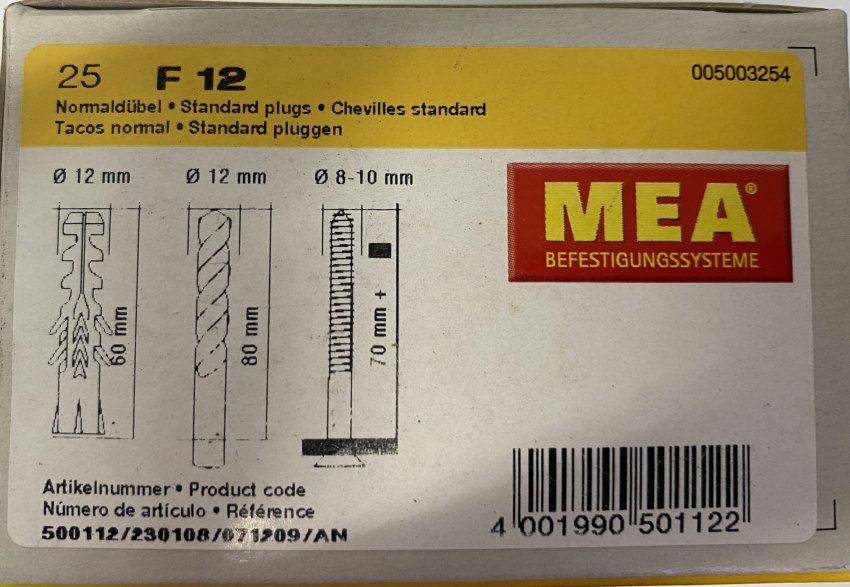 25 F 12
005003254
Normaldübel • Standard plugs • Chevilles standard
Tacos normal • Standard pluggen
Ø 12 mm Ø 12 mm Ø 8-10 mm
60 mm
80 mm
70 mm + ■
MEA®
BEFESTIGUNGSSYSTEME
Artikelnummer • Product code
Número de artículo • Référence
500112/230108/071209/AN
4 001990 501122